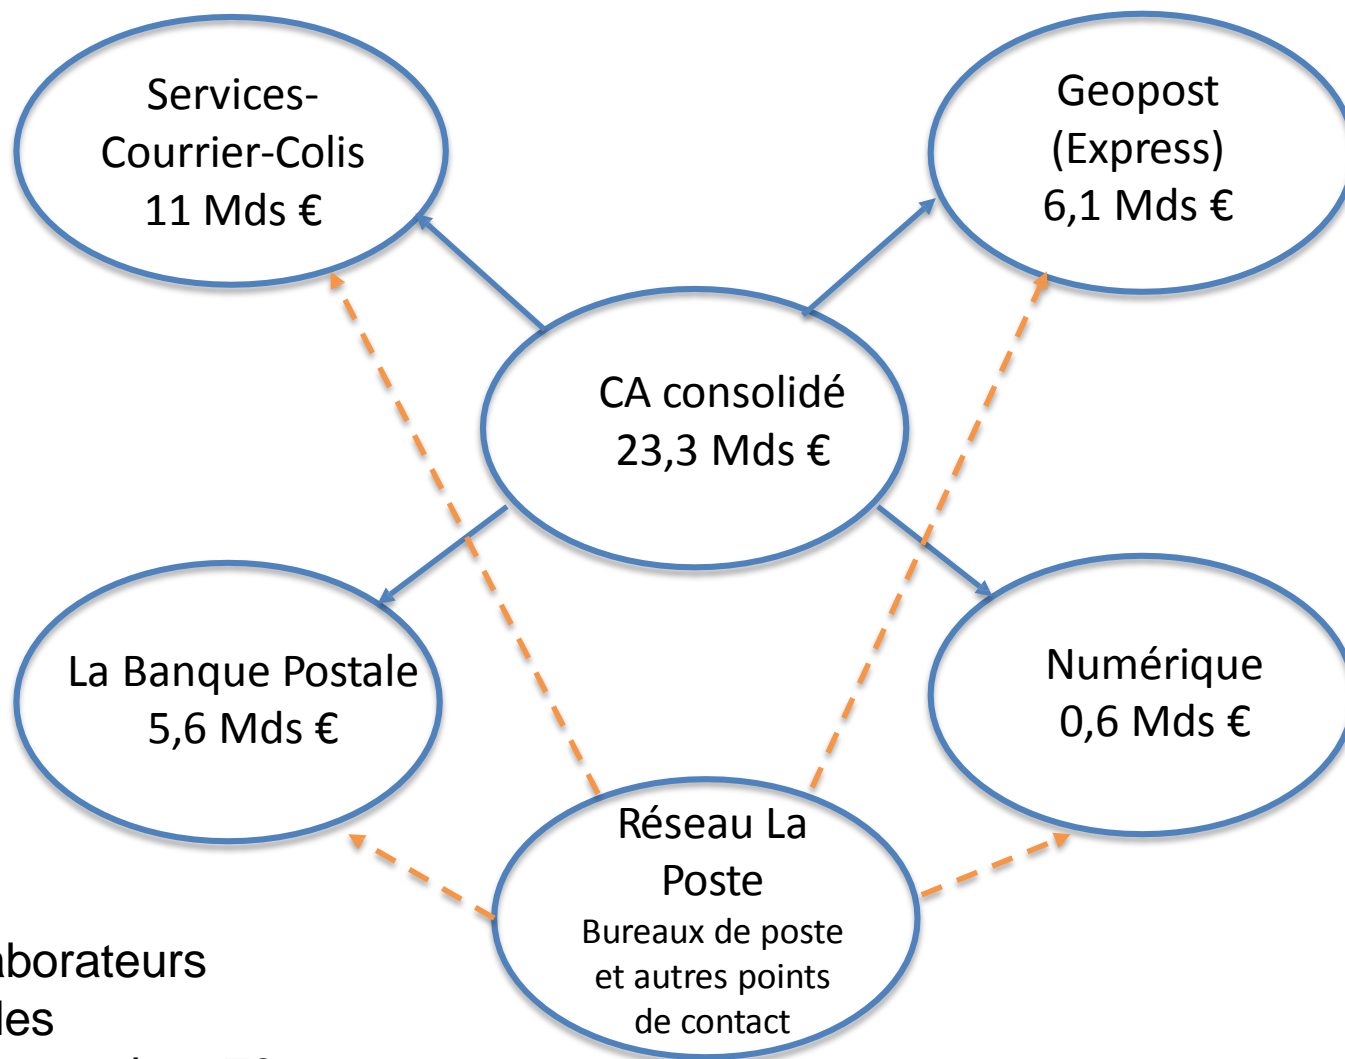 Services-
Courrier-Colis
11 Mds €
Geopost
(Express)
6,1 Mds €
CA consolidé
23,3 Mds €
La Banque Postale
5,6 Mds €
Numérique
0,6 Mds €
Réseau La
Poste
Bureaux de poste
et autres points
de contact
aborateurs
les